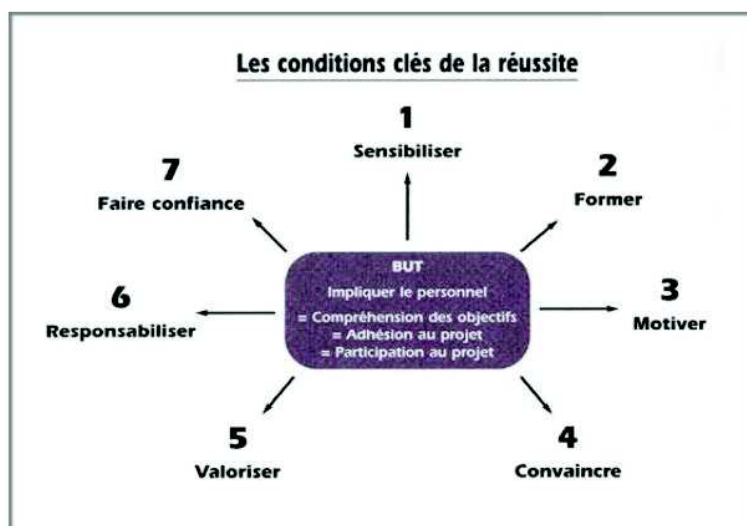 Les conditions clés de la réussite
1
Sensibiliser
2
Former
3
Motiver
4
Convaincre
5
Valoriser
6
Responsabiliser
7
Faire confiance
BUT
Impliquer le personnel
= Compréhension des objectifs
= Adhésion au projet
= Participation au projet